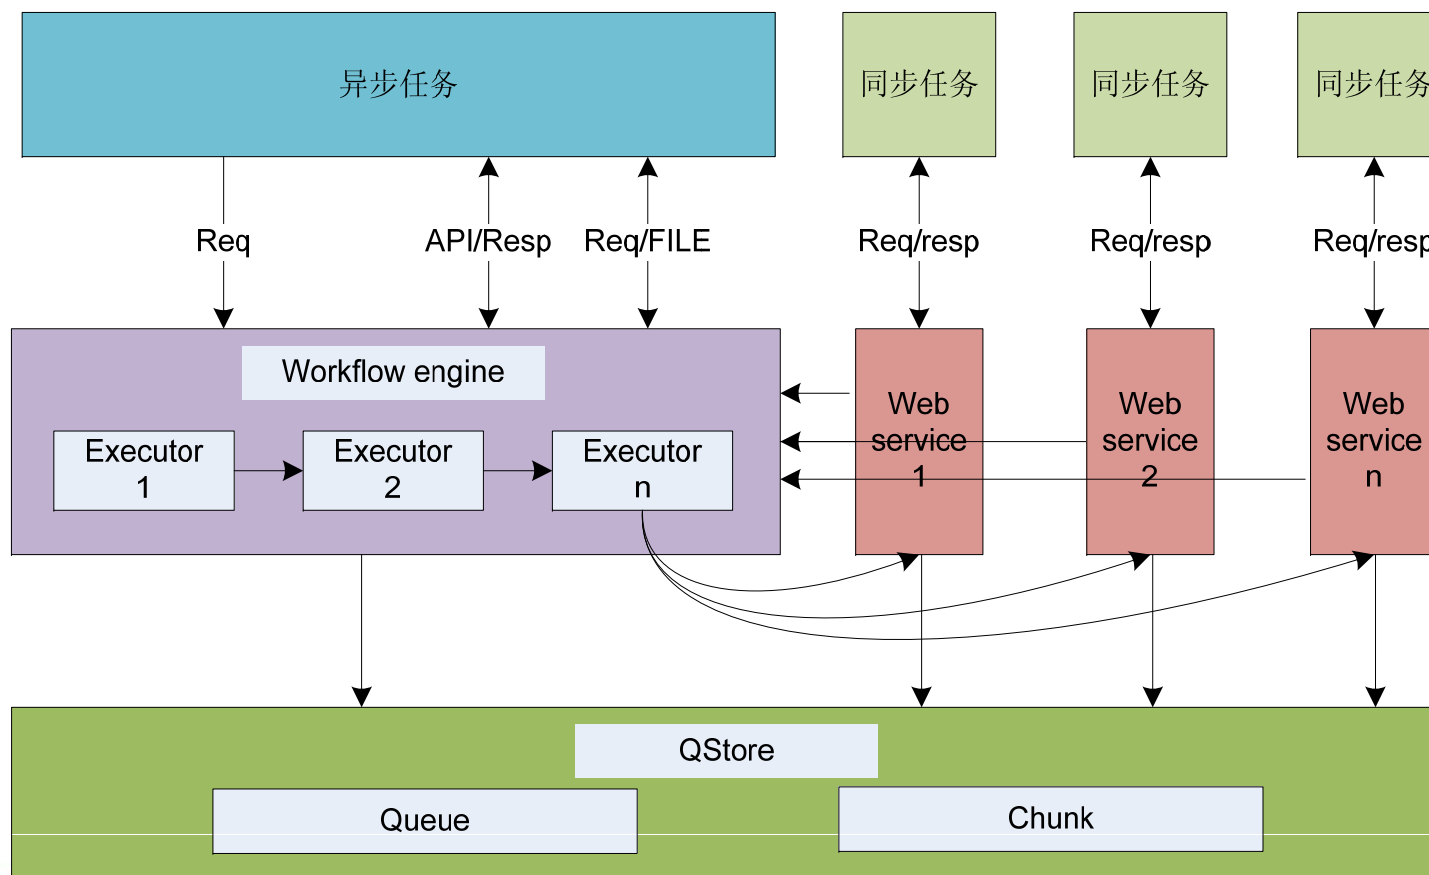 异步任务
同步任务
同步任务
同步任务
Req
API/Resp
Req/FILE
Req/resp
Req/resp
Req/resp
Workflow engine
Executor
1
Executor
2
Executor
n
Web
service
1
Web
service
2
Web
service
n
QStore
Queue
Chunk